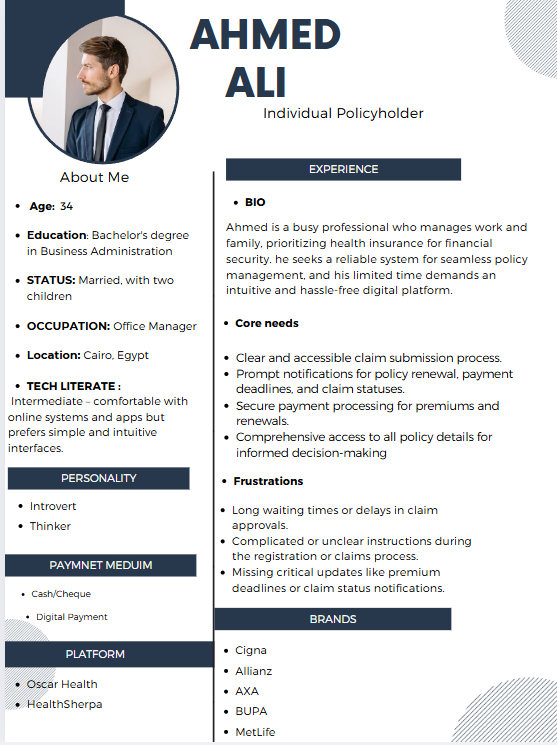 AHMED
ALI
Individual Policyholder
About Me
• Age: 34
• Education: Bachelor's degree
in Business Administration
• STATUS: Married, with two
children
• OCCUPATION: Office Manager
• Location: Cairo, Egypt
• TECH LITERATE :
Intermediate – comfortable with
online systems and apps but
prefers simple and intuitive
interfaces.
PERSONALITY
• Introvert
• Thinker
PAYMNET MEDUIM
• Cash/Cheque
• Digital Payment
PLATFORM
• Oscar Health
• HealthSherpa
EXPERIENCE
• BIO
Ahmed is a busy professional who manages work and
family, prioritizing health insurance for financial
security. he seeks a reliable system for seamless policy
management, and his limited time demands an
intuitive and hassle-free digital platform.
• Core needs
• Clear and accessible claim submission process.
• Prompt notifications for policy renewal, payment
deadlines, and claim statuses.
• Secure payment processing for premiums and
renewals.
• Comprehensive access to all policy details for
informed decision-making
• Frustrations
• Long waiting times or delays in claim
approvals.
• Complicated or unclear instructions during
the registration or claims process.
• Missing critical updates like premium
deadlines or claim status notifications.
BRANDS
• Cigna
• Allianz
• AXA
• BUPA
• MetLife